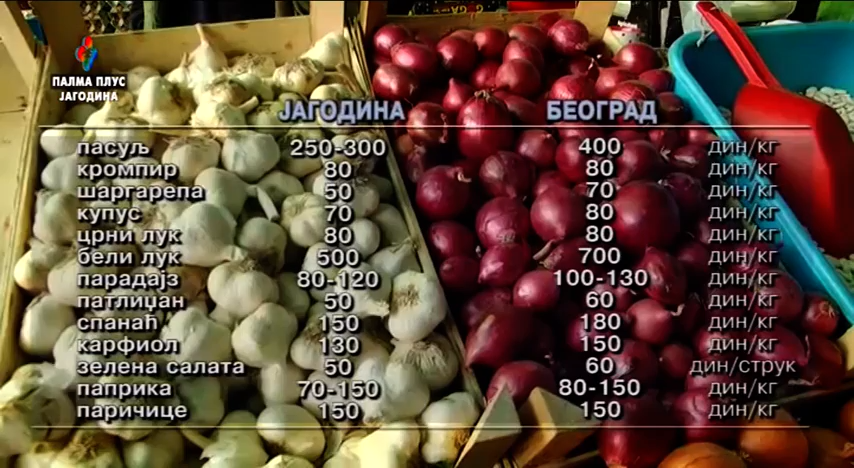 ПАЛМА ПЛУС
ЈАГОДИНА
ЈАГОДИНА БЕОГРАД
пасуљ 250-300 400 дин/кг
кромпир 80 80 дин/кг
шаргарепа 50 70 дин/кг
купус 70 80 дин/кг
црни лук 80 80 дин/кг
бели лук 500 700 дин/кг
парадајз 80-120 100-130 дин/кг
патлиџан 50 60 дин/кг
спанаћ 150 180 дин/кг
карфиол 130 150 дин/кг
зелена салата 50 60 дин/струк
паприка 70-150 80-150 дин/кг
паричице 150 150 дин/кг